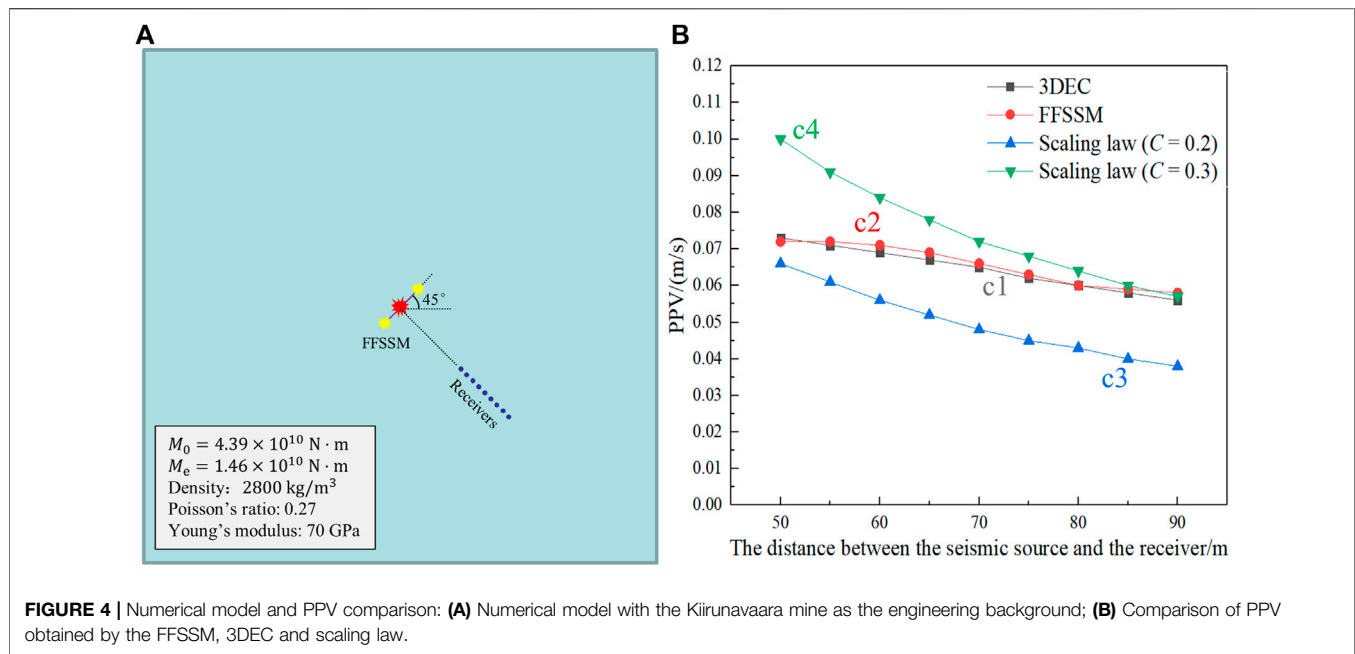 A
45°
FFSSM
Receivers
M₀ = 4.39 × 10¹⁰ N · m
Mₑ = 1.46 × 10¹⁰ N · m
Density： 2800 kg/m³
Poisson's ratio: 0.27
Young's modulus: 70 GPa
B
0.12
0.11
0.10
0.09
0.08
0.07
0.06
0.05
0.04
0.03
0.02
0.01
0.00
PPV/(m/s)
3DEC
FFSSM
Scaling law (C = 0.2)
Scaling law (C = 0.3)
c4
c2
c1
c3
50 60 70 80 90
The distance between the seismic source and the receiver/m
FIGURE 4 | Numerical model and PPV comparison: (A) Numerical model with the Kiirunavaara mine as the engineering background; (B) Comparison of PPV
obtained by the FFSSM, 3DEC and scaling law.